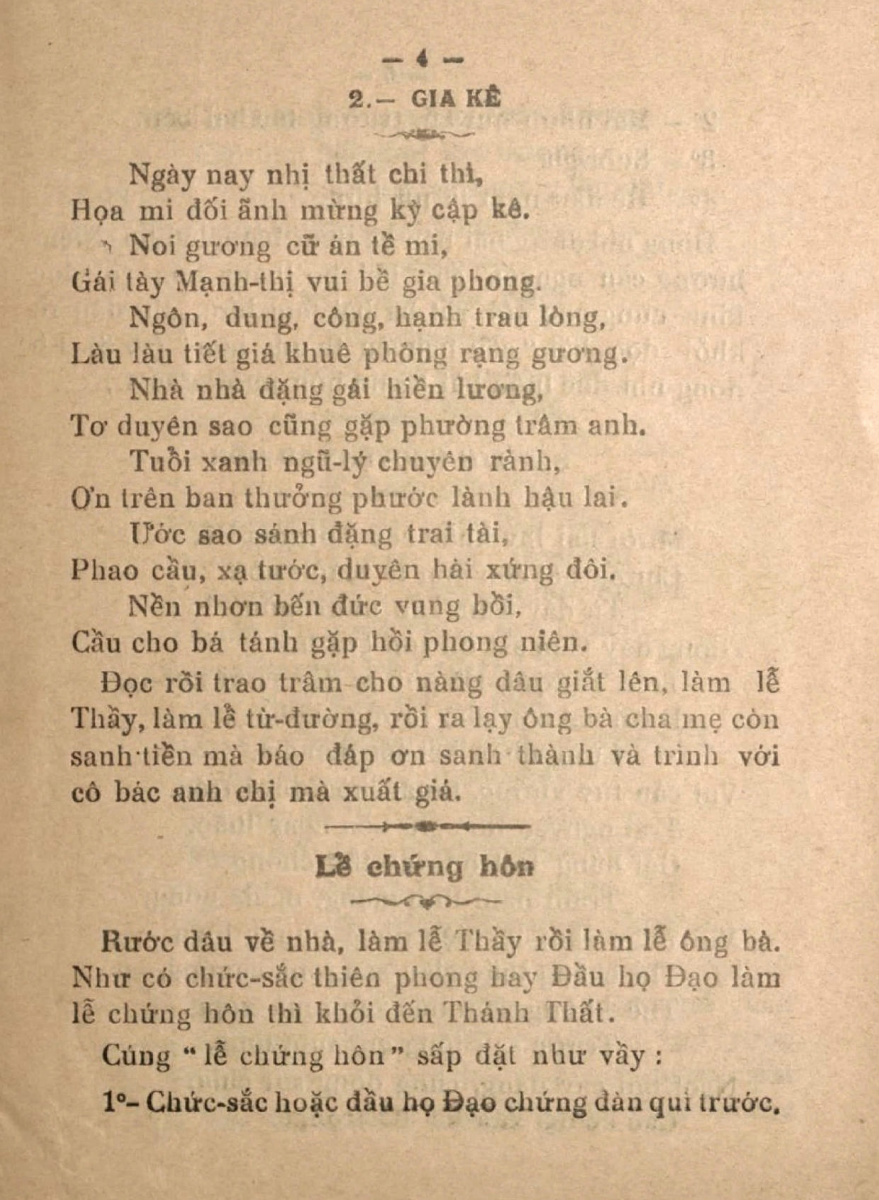 — 4 —
2.— GIA KÊ
Ngày nay nhị thất chi thì,
Họa mi đối ãnh mừng kỳ cập kê.
Noi gương cữ án tề mi,
Gái tày Mạnh-thị vui bề gia phong.
Ngôn, dung, công, hạnh trau lòng,
Làu làu tiết giá khuê phòng rạng gương.
Nhà nhà đặng gái hiền lương,
Tơ duyên sao cũng gặp phường trâm anh.
Tuổi xanh ngũ-lý chuyên rành,
Ơn trên ban thưởng phước lành hậu lai.
Ước sao sánh đặng trai tài,
Phao cầu, xạ tước, duyên hài xứng đôi.
Nền nhơn bến đức vung bồi,
Cầu cho bá tánh gặp hồi phong niên.
Đọc rồi trao trâm cho nàng dâu giắt lên, làm lễ
Thầy, làm lễ từ-đường, rồi ra lạy ông bà cha mẹ còn
sanh-tiền mà báo đáp ơn sanh thành và trình với
cô bác anh chị mà xuất giá.
Lễ chứng hôn
Rước dâu về nhà, làm lễ Thầy rồi làm lễ ông bà.
Như có chức-sắc thiên phong hay Đầu họ Đạo làm
lễ chứng hôn thì khỏi đến Thánh Thất.
Cúng “ lễ chứng hôn ” sấp đặt như vầy :
1º– Chức-sắc hoặc đầu họ Đạo chứng đàn quì trước.